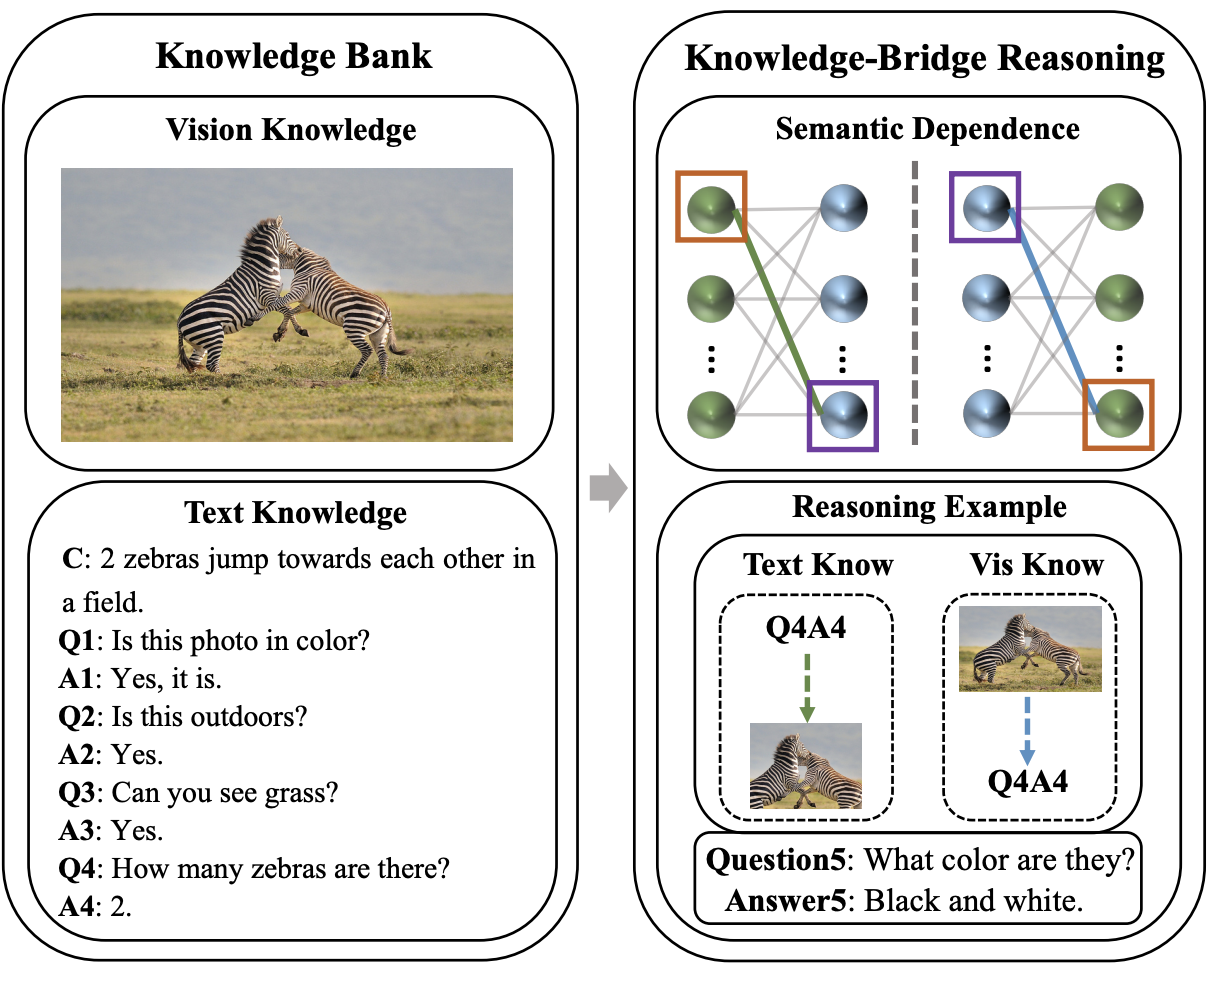 Knowledge Bank
Vision Knowledge
Text Knowledge
C: 2 zebras jump towards each other in
a field.
Q1: Is this photo in color?
A1: Yes, it is.
Q2: Is this outdoors?
A2: Yes.
Q3: Can you see grass?
A3: Yes.
Q4: How many zebras are there?
A4: 2.
Knowledge-Bridge Reasoning
Semantic Dependence
Reasoning Example
Text Know
Vis Know
Q4A4
Q4A4
Question5: What color are they?
Answer5: Black and white.